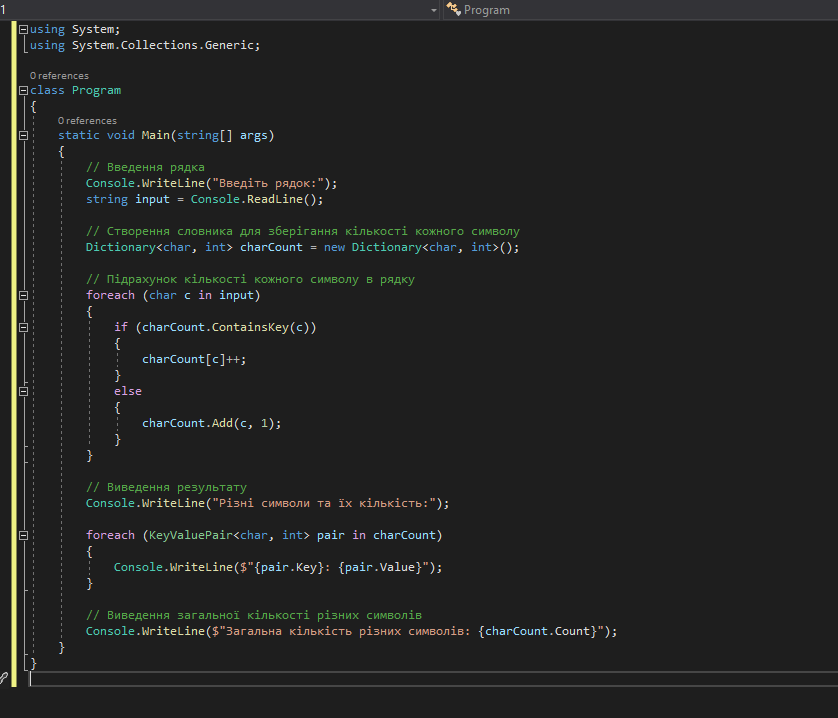 1
Program
using System;
using System.Collections.Generic;
0 references
class Program
{
0 references
static void Main(string[] args)
{
// Введення рядка
Console.WriteLine("Введіть рядок:");
string input = Console.ReadLine();
// Створення словника для зберігання кількості кожного символу
Dictionary<char, int> charCount = new Dictionary<char, int>();
// Підрахунок кількості кожного символу в рядку
foreach (char c in input)
{
if (charCount.ContainsKey(c))
{
charCount[c]++;
}
else
{
charCount.Add(c, 1);
}
}
// Виведення результату
Console.WriteLine("Різні символи та їх кількість:");
foreach (KeyValuePair<char, int> pair in charCount)
{
Console.WriteLine($"{pair.Key}: {pair.Value}");
}
// Виведення загальної кількості різних символів
Console.WriteLine($"Загальна кількість різних символів: {charCount.Count}");
}
}